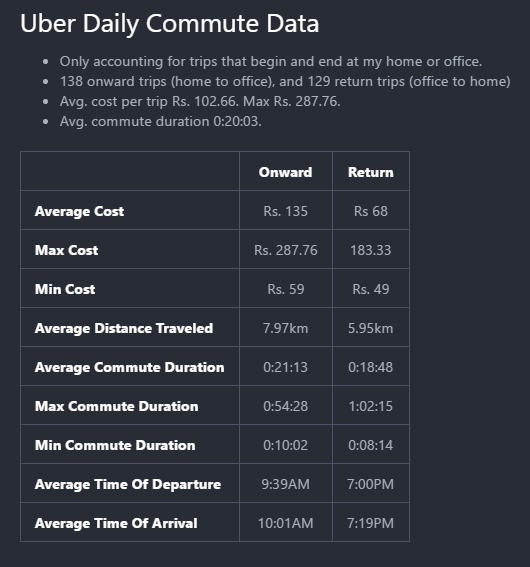 Uber Daily Commute Data
Only accounting for trips that begin and end at my home or office.
138 onward trips (home to office), and 129 return trips (office to home)
Avg. cost per trip Rs. 102.66. Max Rs. 287.76.
Avg. commute duration 0:20:03.
Onward Return
Average Cost Rs. 135 Rs 68
Max Cost Rs. 287.76 183.33
Min Cost Rs. 59 Rs. 49
Average Distance Traveled 7.97km 5.95km
Average Commute Duration 0:21:13 0:18:48
Max Commute Duration 0:54:28 1:02:15
Min Commute Duration 0:10:02 0:08:14
Average Time Of Departure 9:39AM 7:00PM
Average Time Of Arrival 10:01AM 7:19PM